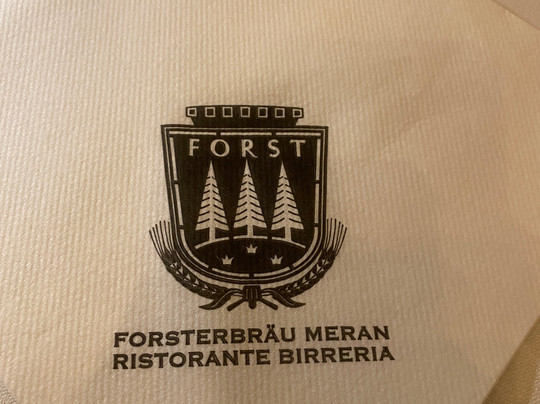 FORST
FORSTERBRÄU MERAN
RISTORANTE BIRRERIA